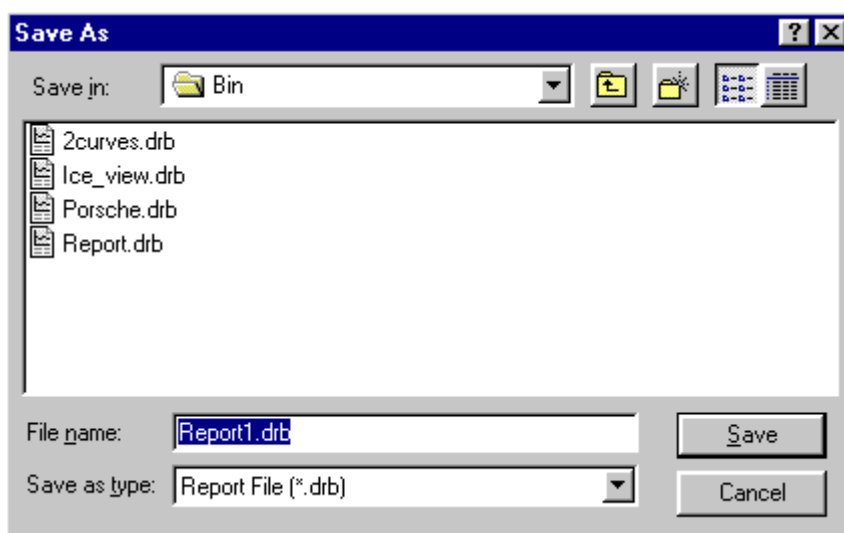 Save As
Save in: Bin
2curves.drb
Ice_view.drb
Porsche.drb
Report.drb
File name: Report1.drb Save
Save as type: Report File (*.drb) Cancel